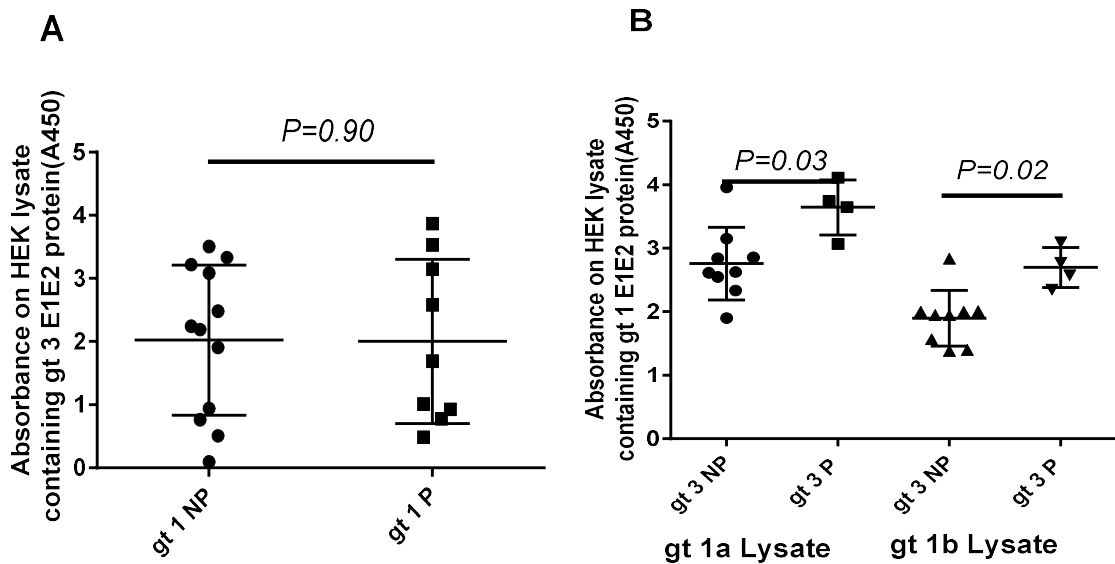 A
Absorbance on HEK lysate
containing gt 3 E1E2 protein(A450)
5
4
3
2
1
0
P=0.90
gt 1 NP
gt 1 P
B
Absorbance on HEK lysate
containing gt 1 E1E2 protein(A450)
5
4
3
2
1
0
P=0.03
P=0.02
gt 3 NP
gt 3 P
gt 3 NP
gt 3 P
gt 1a Lysate
gt 1b Lysate